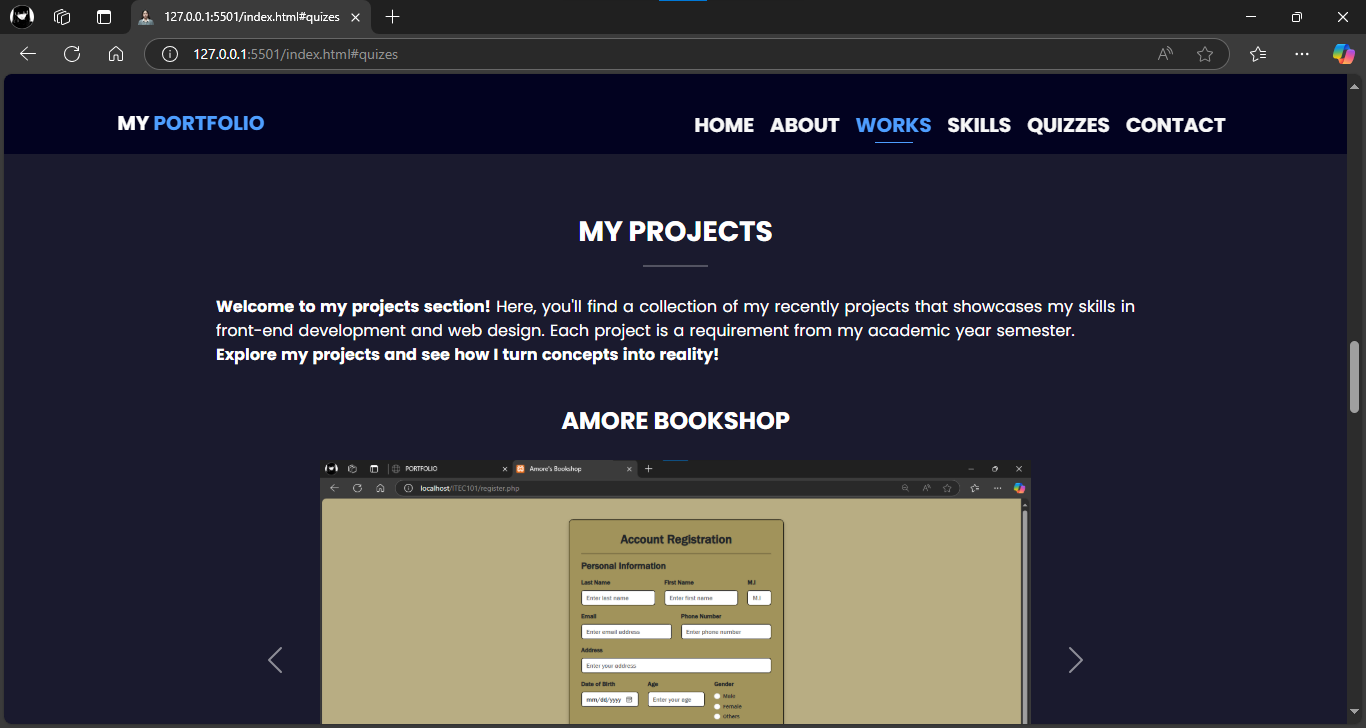 127.0.0.1:5501/index.html#quizes
127.0.0.1:5501/index.html#quizes
MY PORTFOLIO
HOME ABOUT WORKS SKILLS QUIZZES CONTACT
MY PROJECTS
Welcome to my projects section! Here, you'll find a collection of my recently projects that showcases my skills in
front-end development and web design. Each project is a requirement from my academic year semester.
Explore my projects and see how I turn concepts into reality!
AMORE BOOKSHOP
PORTFOLIO Amore's Bookshop
localhost/ITEC101/register.php
Account Registration
Personal Information
Last Name First Name M.I
Enter last name Enter first name M.I
Email Phone Number
Enter email address Enter phone number
Address
Enter your address
Date of Birth Age Gender
mm/dd/yyyy Enter your age Male
Female
Others